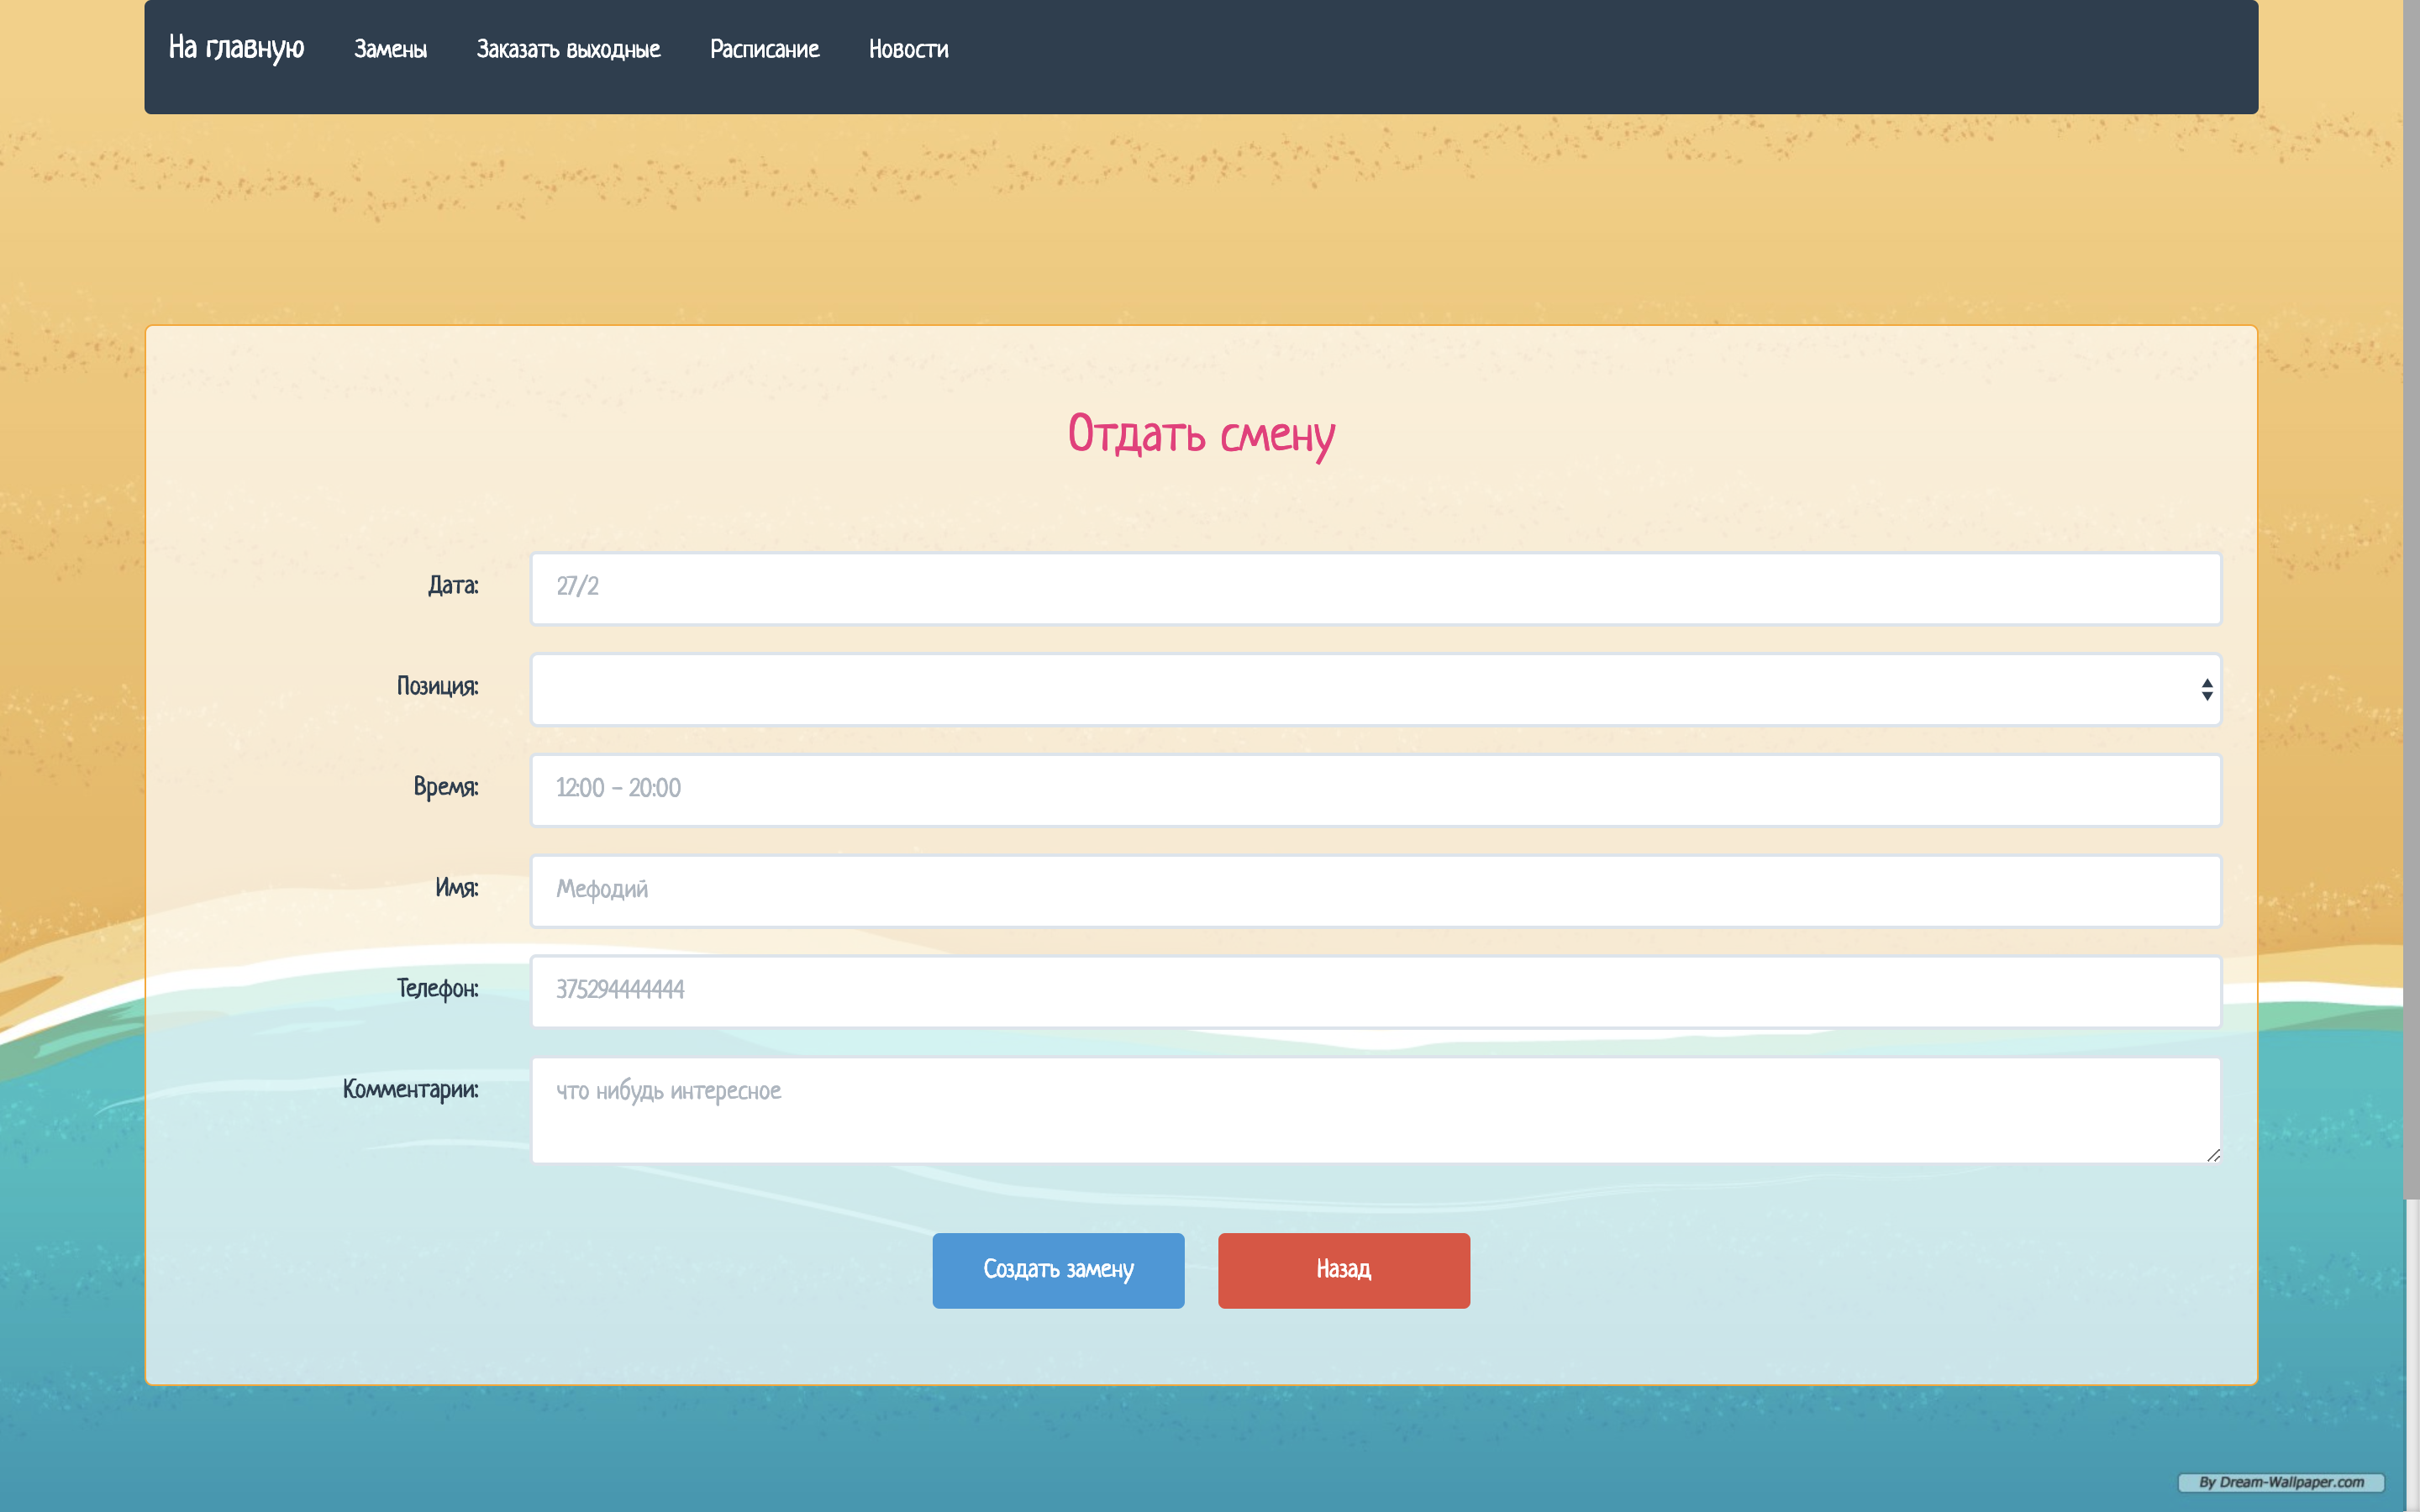 На главную Замены Заказать выходные Расписание Новости
Отдать смену
Дата: 27/2
Позиция:
Время: 12:00 - 20:00
Имя: Мефодий
Телефон: 375294444444
Комментарии: что нибудь интересное
Создать замену Назад
By Dream-Wallpaper.com